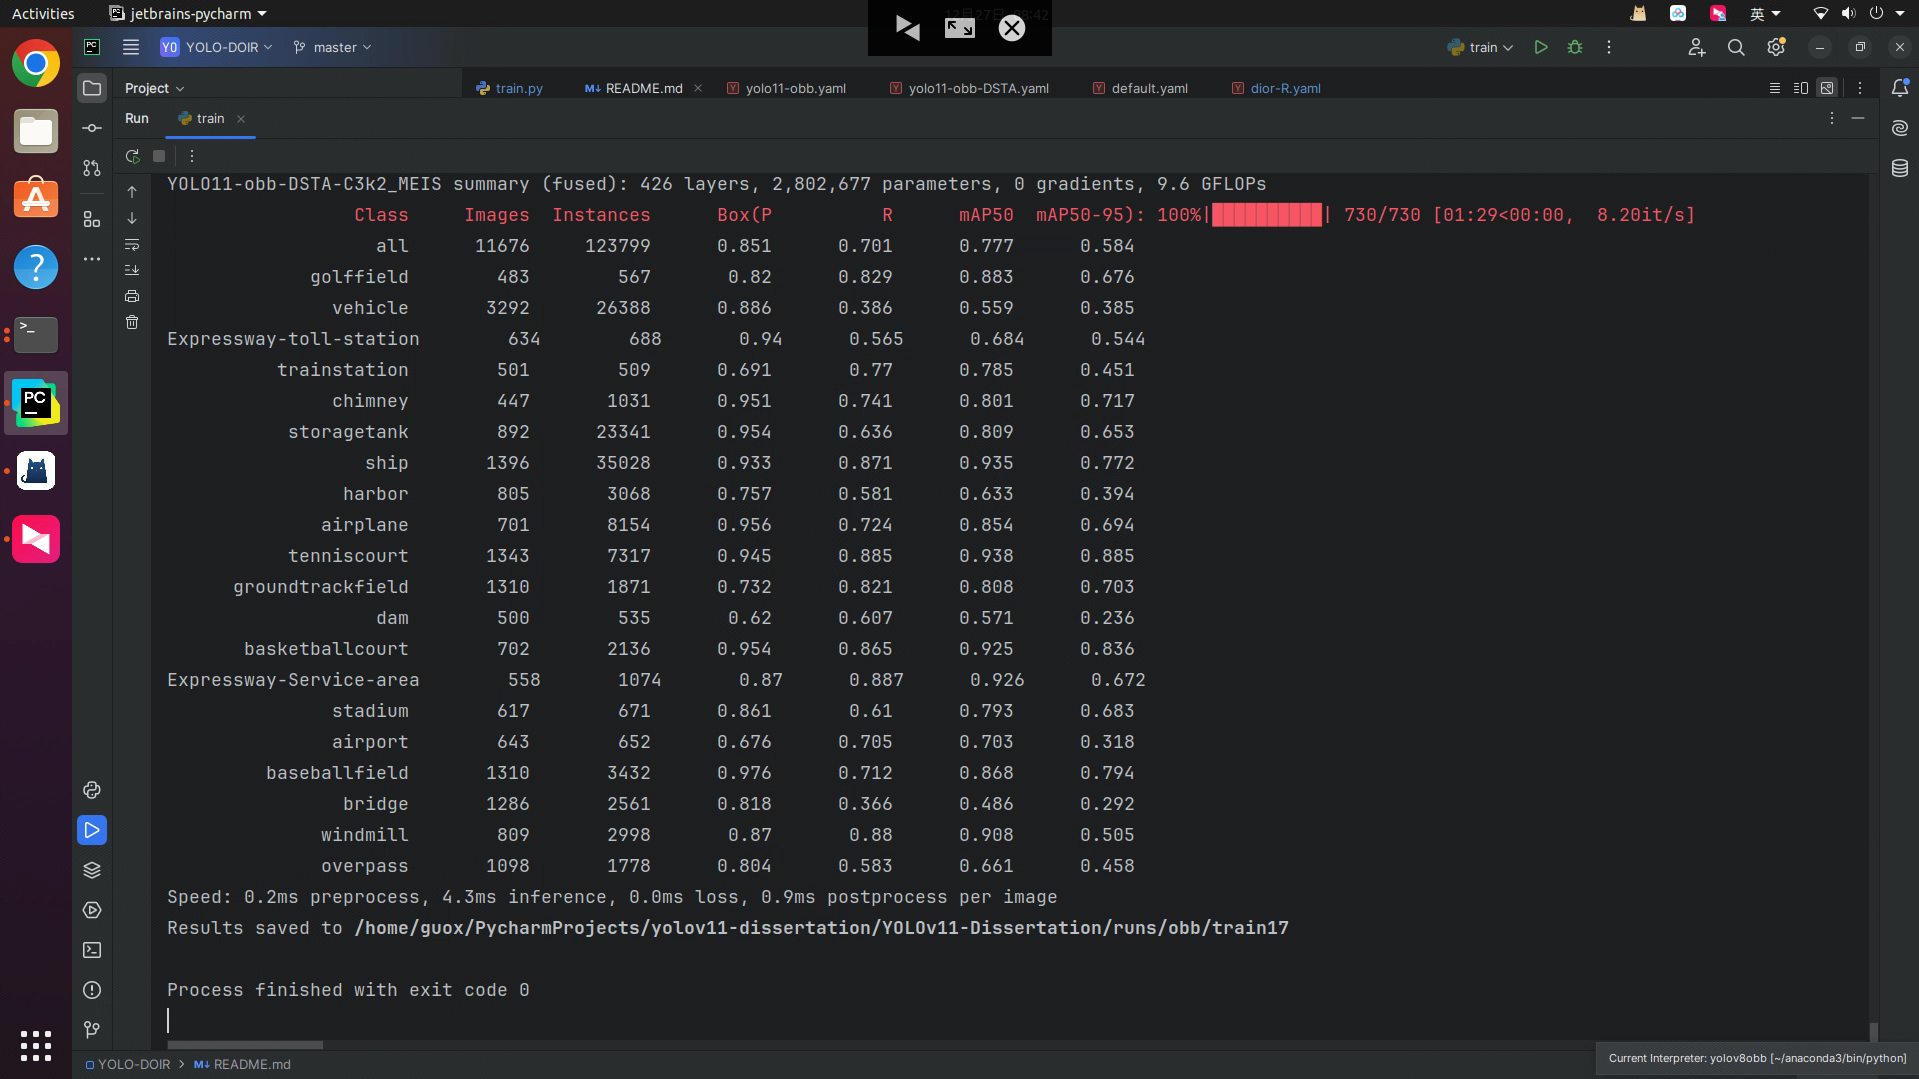 Activities jetbrains-pycharm 12月27日 08:42 英
PC YO YOLO-DOIR master train
Project train.py README.md yolo11-obb.yaml yolo11-obb-DSTA.yaml default.yaml dior-R.yaml
Run train
YOLO11-obb-DSTA-C3k2_MEIS summary (fused): 426 layers, 2,802,677 parameters, 0 gradients, 9.6 GFLOPs
Class Images Instances Box(P R mAP50 mAP50-95): 100%|██████████| 730/730 [01:29<00:00, 8.20it/s]
all 11676 123799 0.851 0.701 0.777 0.584
golffield 483 567 0.82 0.829 0.883 0.676
vehicle 3292 26388 0.886 0.386 0.559 0.385
Expressway-toll-station 634 688 0.94 0.565 0.684 0.544
trainstation 501 509 0.691 0.77 0.785 0.451
chimney 447 1031 0.951 0.741 0.801 0.717
storagetank 892 23341 0.954 0.636 0.809 0.653
ship 1396 35028 0.933 0.871 0.935 0.772
harbor 805 3068 0.757 0.581 0.633 0.394
airplane 701 8154 0.956 0.724 0.854 0.694
tenniscourt 1343 7317 0.945 0.885 0.938 0.885
groundtrackfield 1310 1871 0.732 0.821 0.808 0.703
dam 500 535 0.62 0.607 0.571 0.236
basketballcourt 702 2136 0.954 0.865 0.925 0.836
Expressway-Service-area 558 1074 0.87 0.887 0.926 0.672
stadium 617 671 0.861 0.61 0.793 0.683
airport 643 652 0.676 0.705 0.703 0.318
baseballfield 1310 3432 0.976 0.712 0.868 0.794
bridge 1286 2561 0.818 0.366 0.486 0.292
windmill 809 2998 0.87 0.88 0.908 0.505
overpass 1098 1778 0.804 0.583 0.661 0.458
Speed: 0.2ms preprocess, 4.3ms inference, 0.0ms loss, 0.9ms postprocess per image
Results saved to /home/guox/PycharmProjects/yolov11-dissertation/YOLOv11-Dissertation/runs/obb/train17
Process finished with exit code 0
YOLO-DOIR > README.md
Current Interpreter: yolov8obb [~/anaconda3/bin/python]